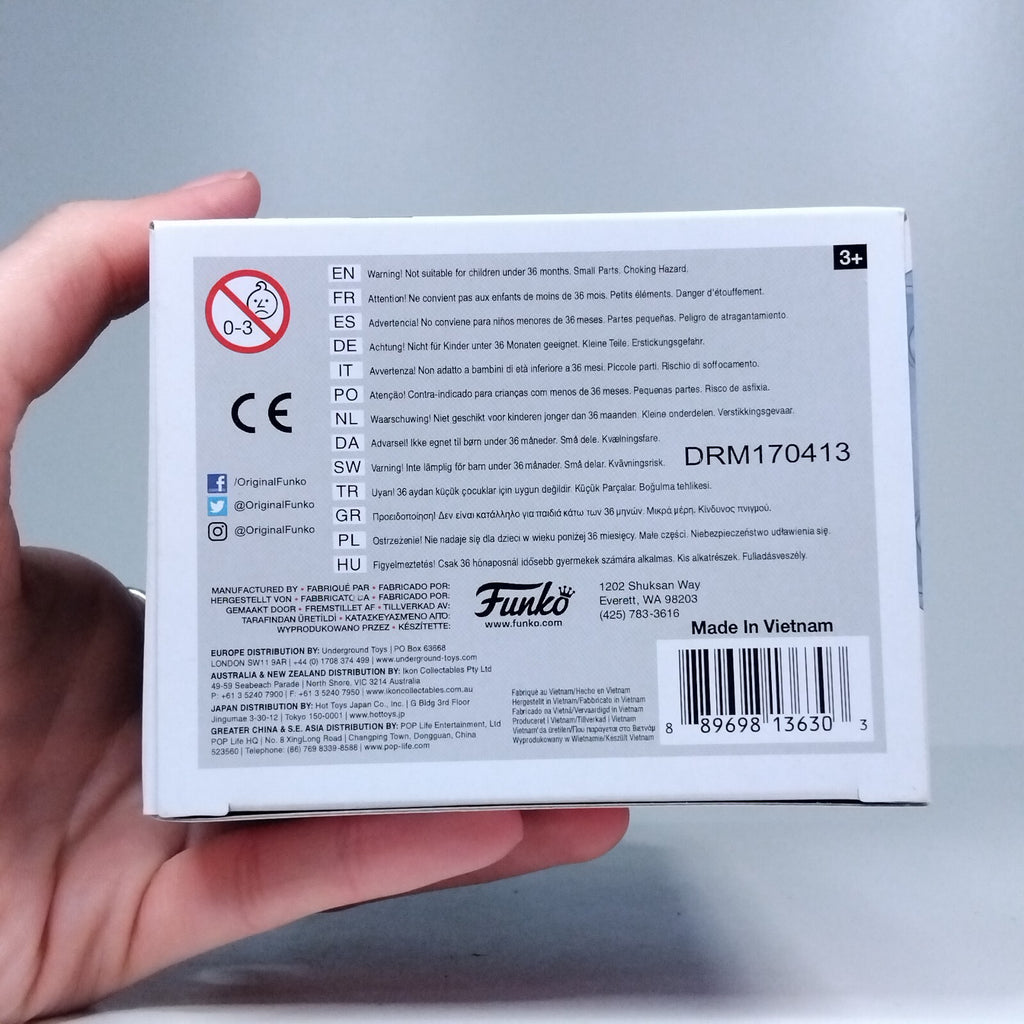 3+
0-3
EN Warning! Not suitable for children under 36 months. Small Parts. Choking Hazard.
FR Attention! Ne convient pas aux enfants de moins de 36 mois. Petits éléments. Danger d'étouffement.
ES Advertencia! No conviene para niños menores de 36 meses. Partes pequeñas. Peligro de atragantamiento.
DE Achtung! Nicht für Kinder unter 36 Monaten geeignet. Kleine Teile. Erstickungsgefahr.
IT Avvertenza! Non adatto a bambini di età inferiore a 36 mesi. Piccole parti. Rischio di soffocamento.
PO Atenção! Contra-indicado para crianças com menos de 36 meses. Pequenas partes. Risco de asfixia.
NL Waarschuwing! Niet geschikt voor kinderen jonger dan 36 maanden. Kleine onderdelen. Verstikkingsgevaar.
DA Advarsel! Ikke egnet til børn under 36 måneder. Små dele. Kvælningsfare.
SW Varning! Inte lämplig för barn under 36 månader. Små delar. Kvävningsrisk.
TR Uyarı! 36 aydan küçük çocuklar için uygun değildir. Küçük Parçalar. Boğulma tehlikesi.
GR Προειδοποίηση! Δεν είναι κατάλληλο για παιδιά κάτω των 36 μηνών. Μικρά μέρη. Κίνδυνος πνιγμού.
PL Ostrzeżenie! Nie nadaje się dla dzieci w wieku poniżej 36 miesięcy. Małe części. Niebezpieczeństwo udławienia się.
HU Figyelmeztetés! Csak 36 hónaposnál idősebb gyermekek számára alkalmas. Kis alkatrészek. Fulladásveszély.
DRM170413
CE
/OriginalFunko
@OriginalFunko
@OriginalFunko
MANUFACTURED BY • FABRIQUÉ PAR • FABRICADO POR:
HERGESTELLT VON • FABBRICATO DA • FABRICADO POR:
GEMAAKT DOOR • FREMSTILLET AF • TILLVERKAD AV:
TARAFINDAN ÜRETİLDİ • ΚΑΤΑΣΚΕΥΑΣΜΕΝΟ ΑΠΟ:
WYPRODUKOWANO PRZEZ • KÉSZÍTETTE:
Funko
www.funko.com
1202 Shuksan Way
Everett, WA 98203
(425) 783-3616
EUROPE DISTRIBUTION BY: Underground Toys | PO Box 63668
LONDON SW11 9AR | +44 (0) 1708 374 499 | www.underground-toys.com
AUSTRALIA & NEW ZEALAND DISTRIBUTION BY: Ikon Collectables Pty Ltd
49-59 Seabeach Parade | North Shore, VIC 3214 Australia
P: +61 3 5240 7900 | F: +61 3 5240 7950 | www.ikoncollectables.com.au
JAPAN DISTRIBUTION BY: Hot Toys Japan Co., Inc. | G Bldg 3rd Floor
Jingumae 3-30-12 | Tokyo 150-0001 | www.hottoys.jp
GREATER CHINA & S.E. ASIA DISTRIBUTION BY: POP Life Entertainment, Ltd
POP Life HQ | No. 8 XingLong Road | Changping Town, Dongguan, China
523560 | Telephone: (86) 769 8339-8586 | www.pop-life.com
Fabriqué au Vietnam/Hecho en Vietnam
Hergestellt in Vietnam/Fabbricato in Vietnam
Fabricado na Vietnã/Vervaardigd in Vietnam
Produceret i Vietnam/Tillverkad i Vietnam
Vietnam'da üretilen/Που παράγεται στο Βιετνάμ
Wyprodukowany w Wietnamie/Készült Vietnam
Made In Vietnam
8 89698 13630 3